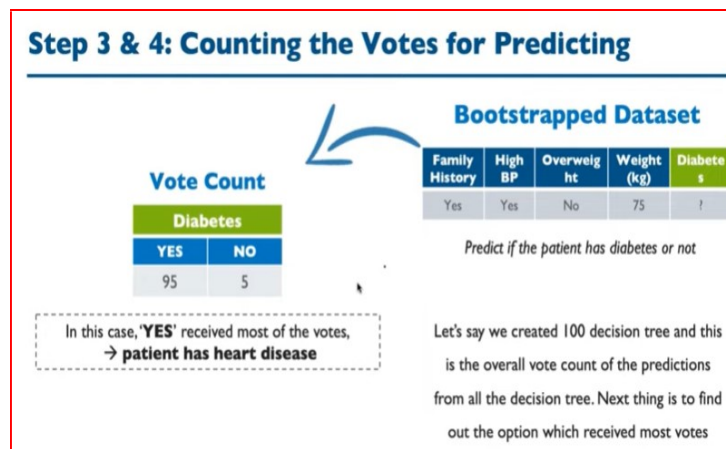 Step 3 & 4: Counting the Votes for Predicting
Bootstrapped Dataset
Family History High BP Overweig ht Weight (kg) Diabete s
Yes Yes No 75 ?
Predict if the patient has diabetes or not
Vote Count
Diabetes
YES NO
95 5
In this case, 'YES' received most of the votes,
→ patient has heart disease
Let's say we created 100 decision tree and this
is the overall vote count of the predictions
from all the decision tree. Next thing is to find
out the option which received most votes